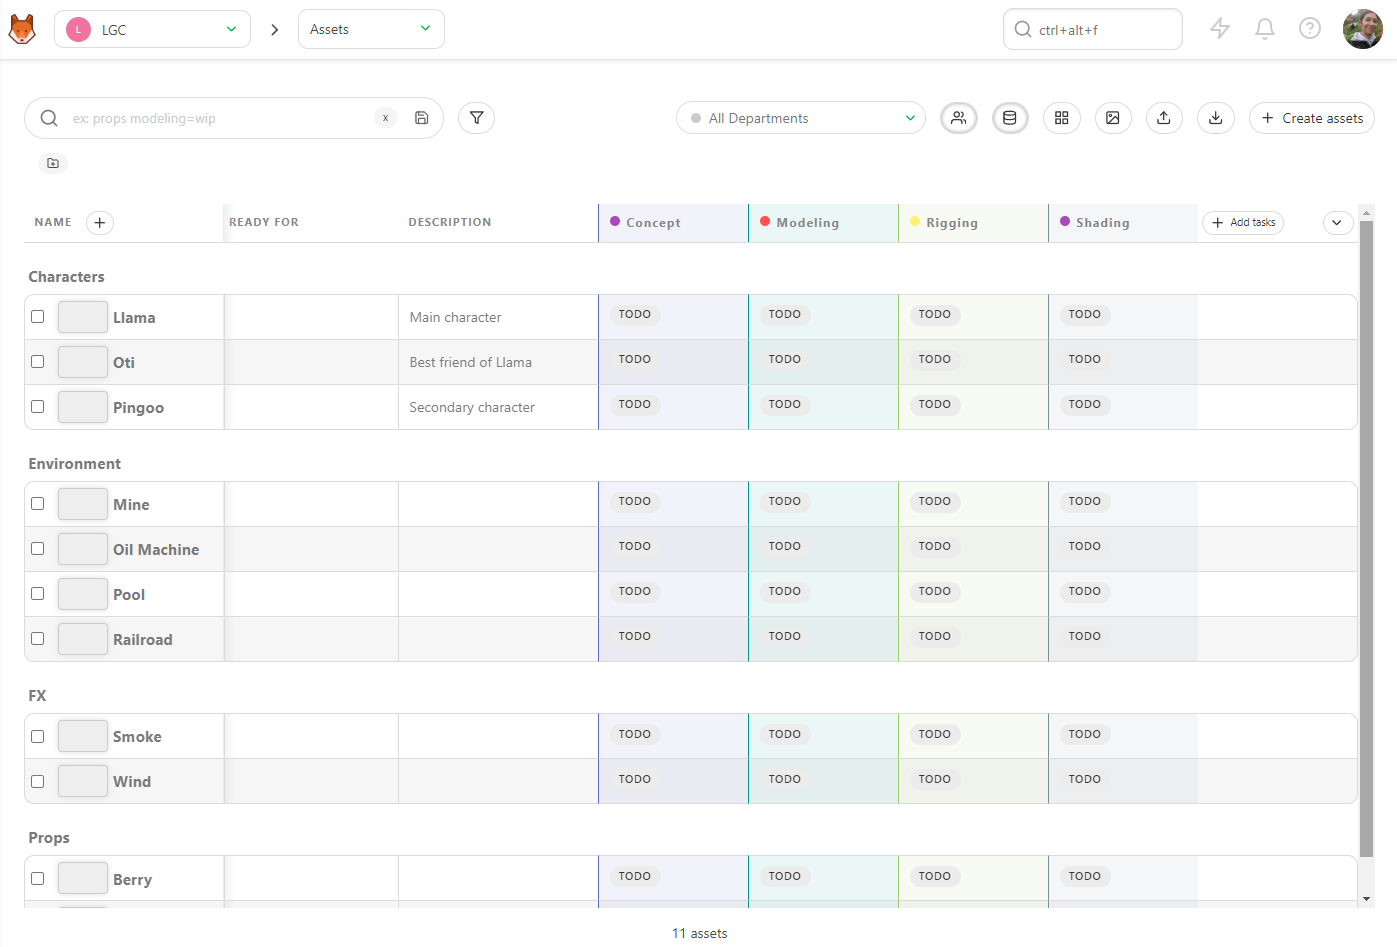 L LGC Assets ctrl+alt+f
ex: props modeling=wip x All Departments Create assets
NAME READY FOR DESCRIPTION Concept Modeling Rigging Shading Add tasks
Characters
Llama Main character TODO TODO TODO TODO
Oti Best friend of Llama TODO TODO TODO TODO
Pingoo Secondary character TODO TODO TODO TODO
Environment
Mine TODO TODO TODO TODO
Oil Machine TODO TODO TODO TODO
Pool TODO TODO TODO TODO
Railroad TODO TODO TODO TODO
FX
Smoke TODO TODO TODO TODO
Wind TODO TODO TODO TODO
Props
Berry TODO TODO TODO TODO
11 assets